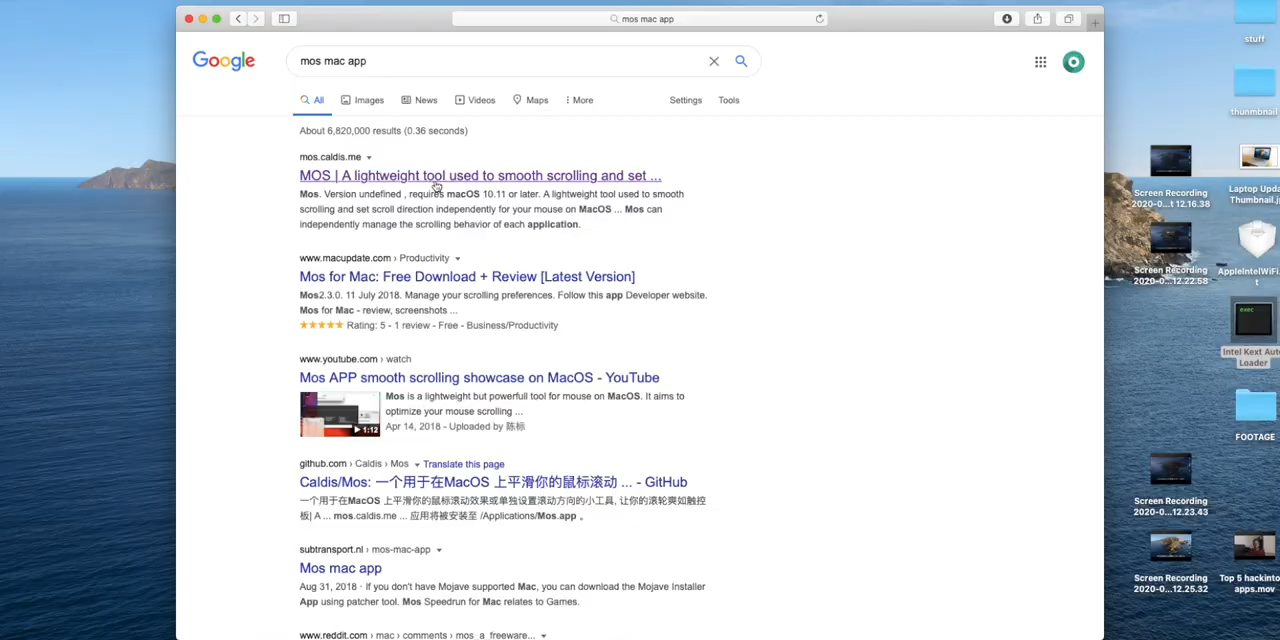 mos mac app
Google
mos mac app
All
Images
News
Videos
Maps
More
Settings
Tools
About 6,820,000 results (0.36 seconds)
mos.caldis.me
MOS | A lightweight tool used to smooth scrolling and set ...
Mos. Version undefined , requires macOS 10.11 or later. A lightweight tool used to smooth
scrolling and set scroll direction independently for your mouse on MacOS ... Mos can
independently manage the scrolling behavior of each application.
www.macupdate.com › Productivity
Mos for Mac: Free Download + Review [Latest Version]
Mos2.3.0. 11 July 2018. Manage your scrolling preferences. Follow this app Developer website.
Mos for Mac - review, screenshots ...
Rating: 5 - 1 review - Free - Business/Productivity
www.youtube.com › watch
Mos APP smooth scrolling showcase on MacOS - YouTube
Mos is a lightweight but powerfull tool for mouse on MacOS. It aims to
optimize your mouse scrolling ...
1:12
Apr 14, 2018 - Uploaded by 陈标
github.com › Caldis › Mos
Translate this page
Caldis/Mos: 一个用于在MacOS 上平滑你的鼠标滚动 ... - GitHub
一个用于在MacOS 上平滑你的鼠标滚动效果或单独设置滚动方向的小工具, 让你的滚轮爽如触控
板| A ... mos.caldis.me ... 应用将被安装至 /Applications/Mos.app 。
subtransport.nl › mos-mac-app
Mos mac app
Aug 31, 2018 · If you don't have Mojave supported Mac, you can download the Mojave Installer
App using patcher tool. Mos Speedrun for Mac relates to Games.
www.reddit.com › mac › comments › mos_a_freeware...
stuff
thunmbnail
Screen Recording
2020-0...t 12.16.38
Laptop Upda
Thumbnail.j
Screen Recording
2020-0...12.22.58
AppleIntelWiFi.
t
exec
Intel Kext Auto
Loader
FOOTAGE
Screen Recording
2020-0...12.23.43
Screen Recording
2020-0...12.25.32
Top 5 hackinto
apps.mov